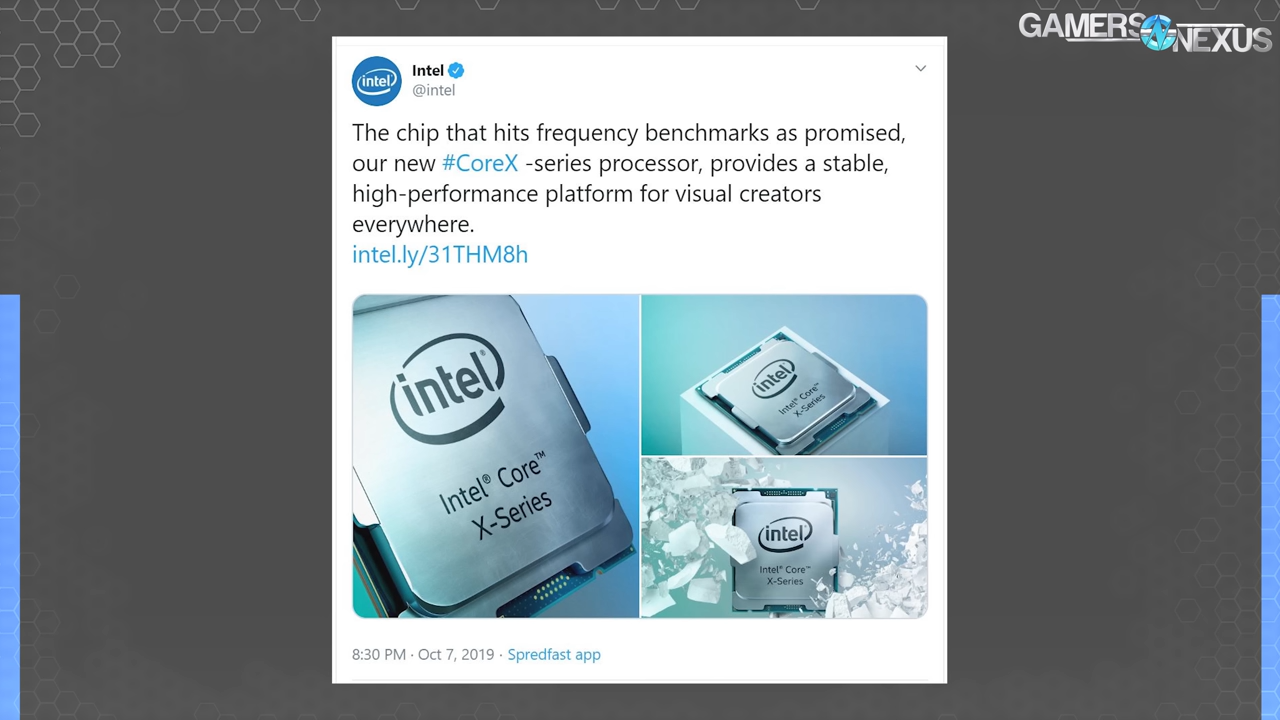 GAMERS NEXUS
intel
Intel
@intel
The chip that hits frequency benchmarks as promised,
our new #CoreX -series processor, provides a stable,
high-performance platform for visual creators
everywhere.
intel.ly/31THM8h
intel®
Intel® Core™
X-Series
intel
Intel® Core™
X-Series
intel
Intel® Core™
X-Series
8:30 PM · Oct 7, 2019 · Spredfast app